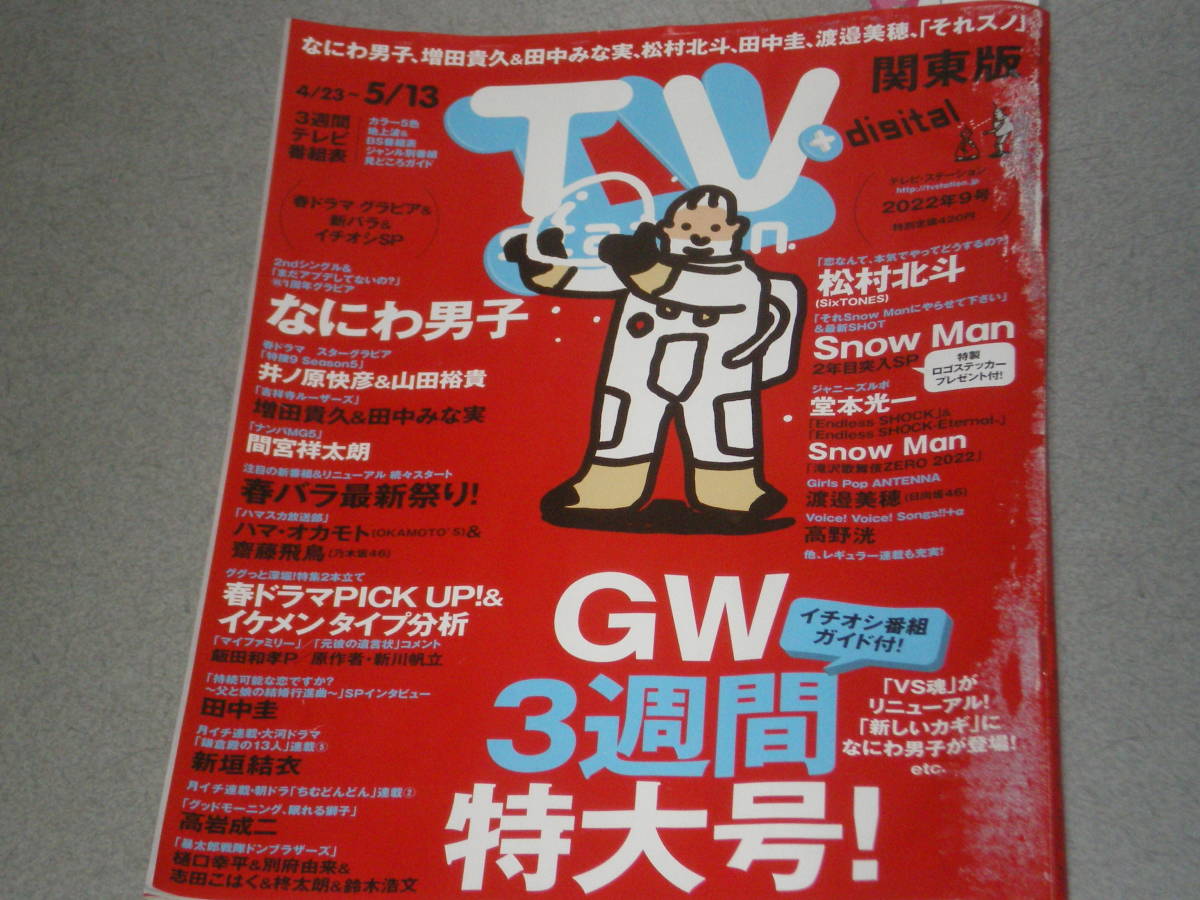 なにわ男子、増田貴久&田中みな実、松村北斗、田中圭、渡邉美穂、「それスノ」
関東版
4/23～5/13
3週間
テレビ
番組表
カラー5色
地上波&
BS番組表
ジャンル別番組
見どころガイド
TV
+digital
station.
テレビ・ステーション
http://tvstation.jp
2022年9号
特別定価420円
春ドラマ グラビア&
新バラ&
イチオシSP
2ndシングル&
「まだアプデしてないの?」
祝1周年グラビア
なにわ男子
春ドラマ スターグラビア
「特捜9 Season5」
井ノ原快彦&山田裕貴
「吉祥寺ルーザーズ」
増田貴久&田中みな実
「ナンバMG5」
間宮祥太朗
注目の新番組&リニューアル 続々スタート
春バラ最新祭り!
「ハマスカ放送部」
ハマ・オカモト(OKAMOTO'S)&
齋藤飛鳥(乃木坂46)
ググっと深堀!特集2本立て
春ドラマPICK UP!&
イケメン タイプ分析
「マイファミリー」/「元彼の遺言状」コメント
飯田和孝P/原作者・新川帆立
「持続可能な恋ですか?
～父と娘の結婚行進曲～」SPインタビュー
田中圭
月イチ連載・大河ドラマ
「鎌倉殿の13人」連載⑤
新垣結衣
月イチ連載・朝ドラ「ちむどんどん」連載②
「グッドモーニング、眠れる獅子」
高岩成二
「暴太郎戦隊ドンブラザーズ」
樋口幸平&別府由来&
志田こはく&柊太朗&鈴木浩文
「恋なんて、本気でやってどうするの?」
松村北斗
(SixTONES)
「それSnow Manにやらせて下さい」
&最新SHOT
Snow Man
2年目突入SP
特製
ロゴステッカー
プレゼント付!
ジャニーズルポ
堂本光一
「Endless SHOCK」&
「Endless SHOCK-Eternal-」
Snow Man
「滝沢歌舞伎ZERO 2022」
Girls Pop ANTENNA
渡邉美穂(日向坂46)
Voice! Voice! Songs!!+α
高野洸
他、レギュラー連載も充実!
GW
3週間
特大号!
イチオシ番組
ガイド付!
「VS魂」が
リニューアル!
「新しいカギ」に
なにわ男子が登場!
etc.